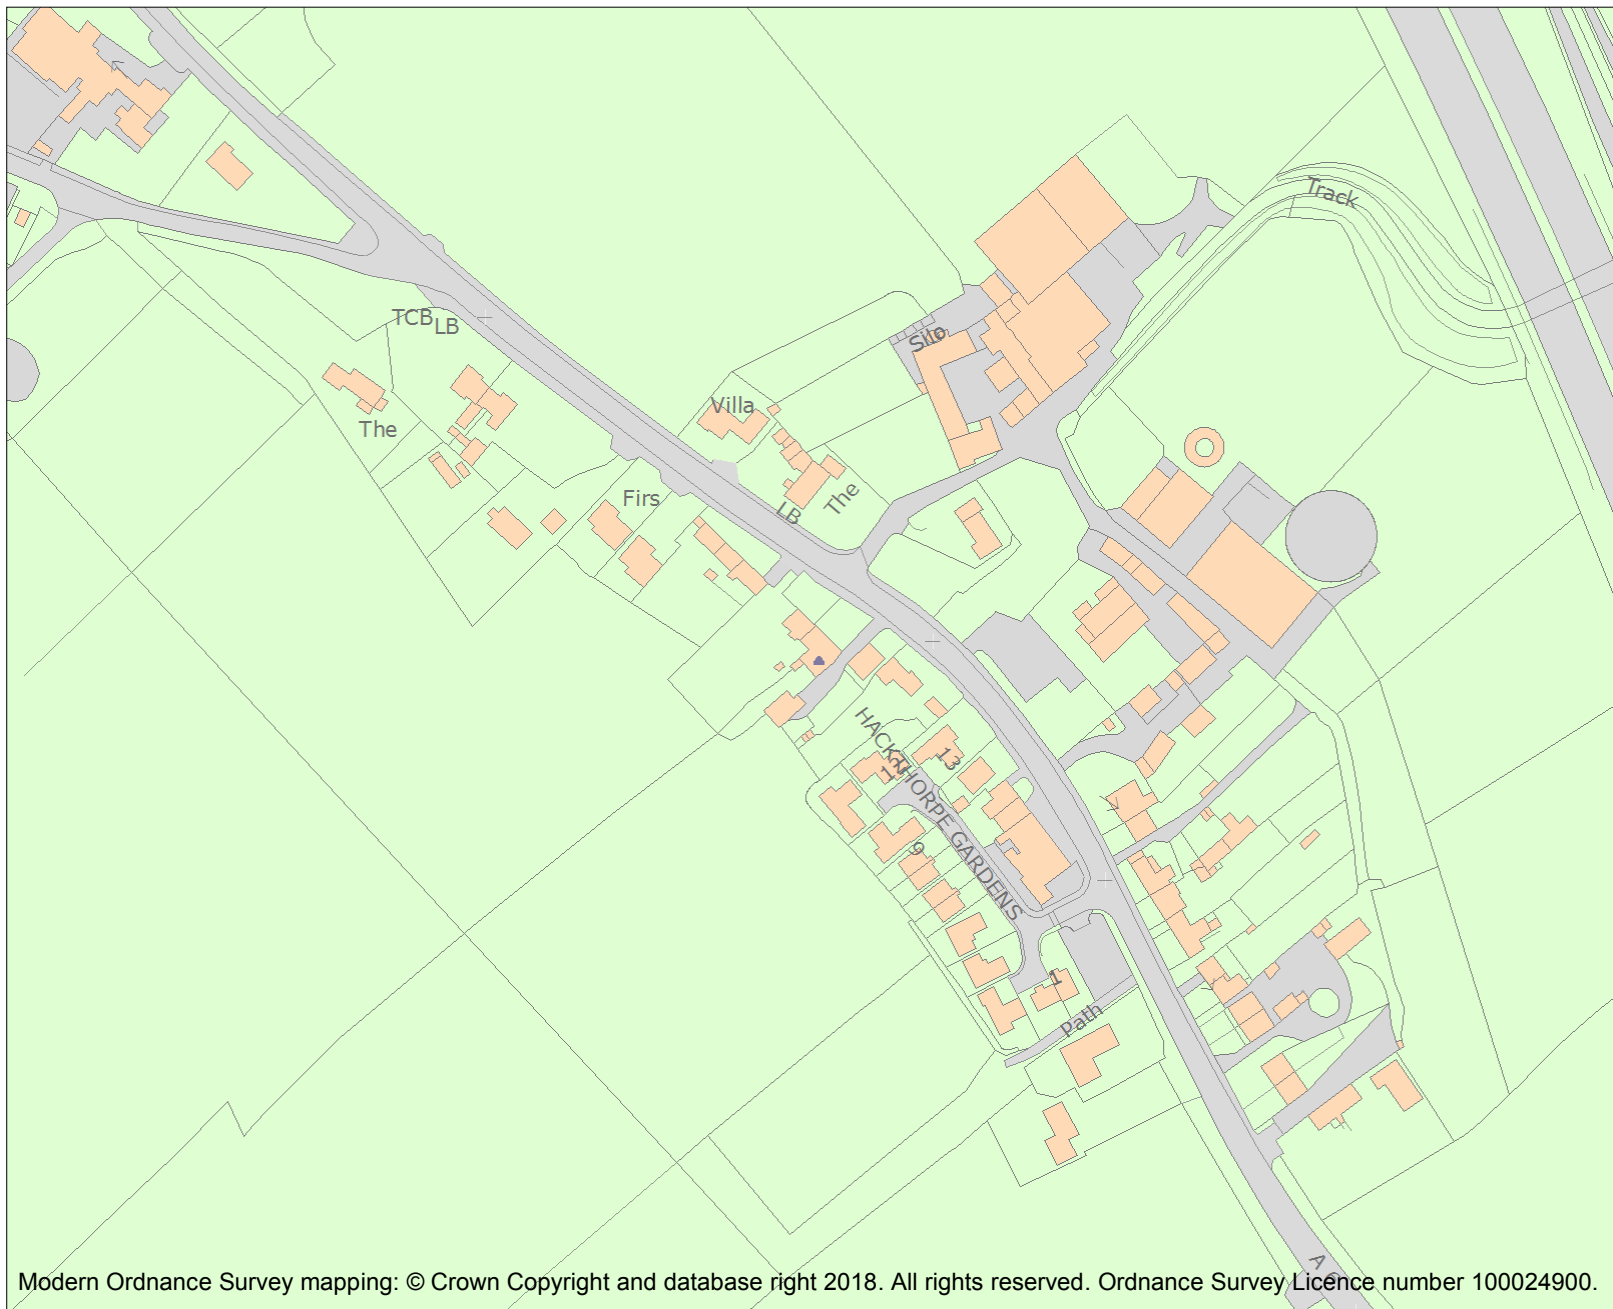 Track
TCB
LB
Silo
Villa
The
The
Firs
LB
HACKTHORPE GARDENS
13
9
1
Path
A 6
Modern Ordnance Survey mapping: © Crown Copyright and database right 2018. All rights reserved. Ordnance Survey Licence number 100024900.